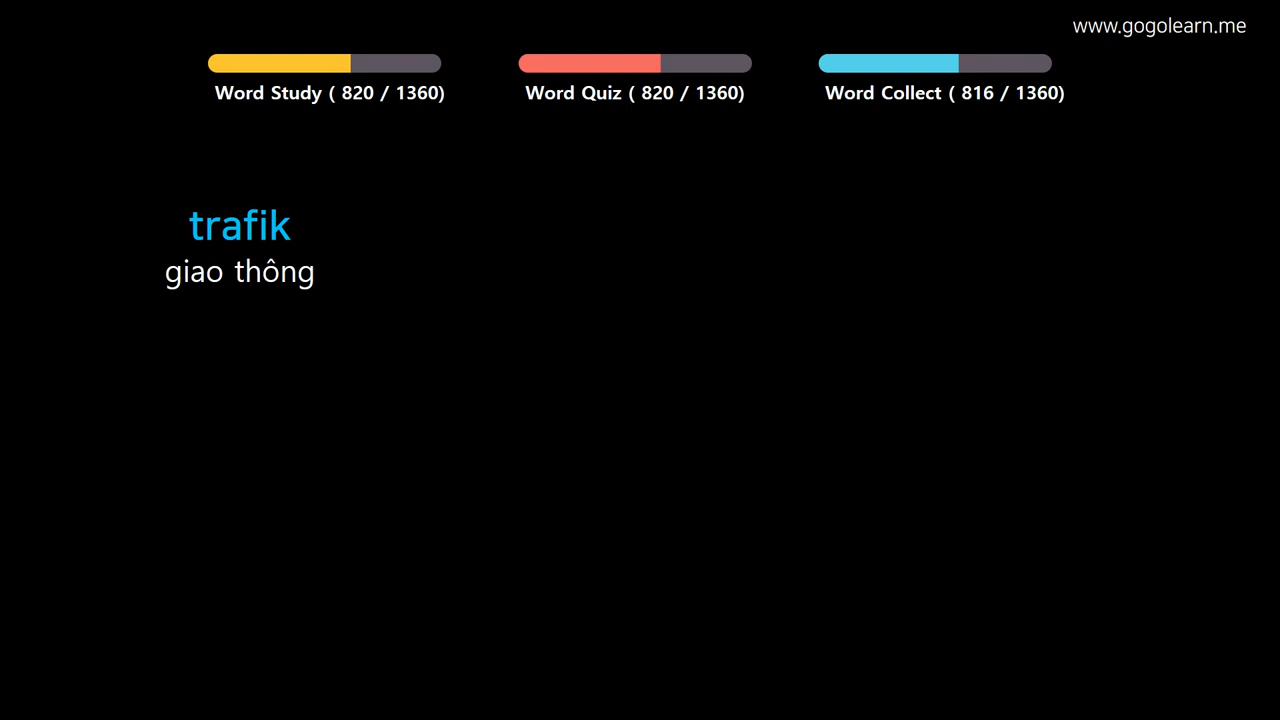 www.gogolearn.me
Word Study ( 820 / 1360)
Word Quiz ( 820 / 1360)
Word Collect ( 816 / 1360)
trafik
giao thông